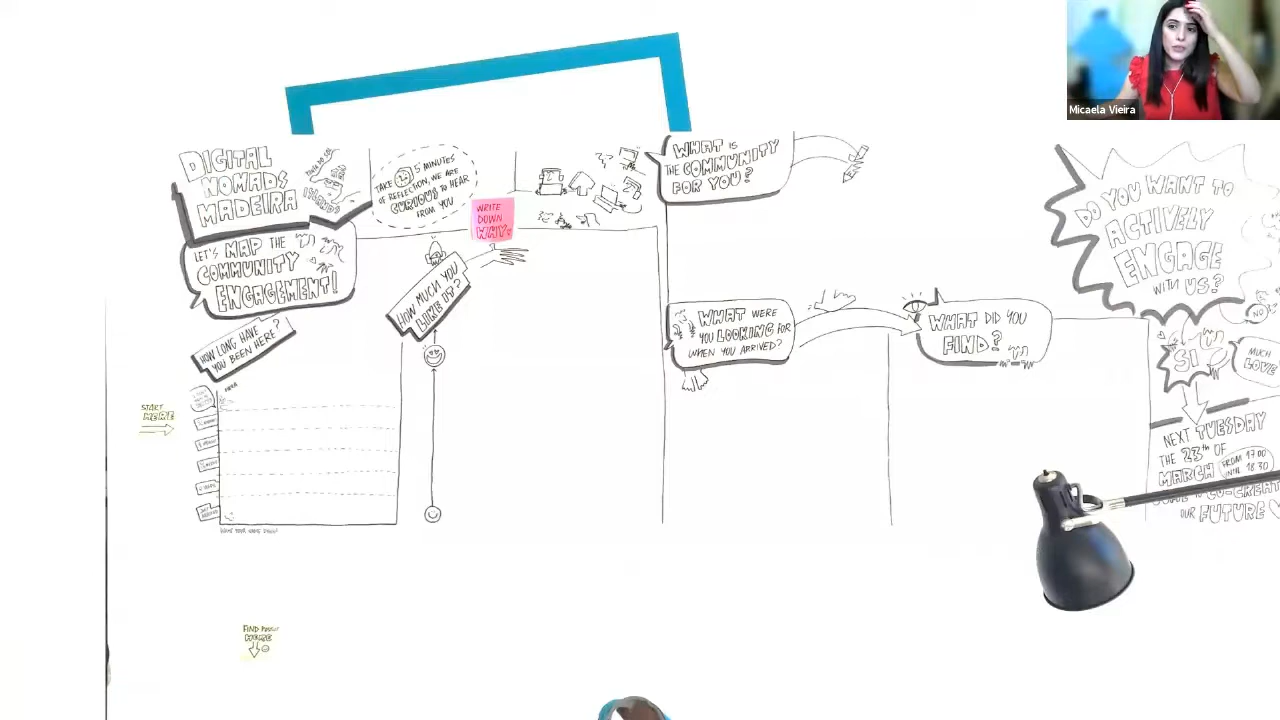 Micaela Vieira
DIGITAL
NOMADS
MADEIRA
TAKE 5 MINUTES
OF REFLECTION, WE ARE
CURIOUS TO HEAR
FROM YOU
WRITE
DOWN
WHY
WHAT IS
THE COMMUNITY
FOR YOU?
LET'S MAP THE
COMMUNITY
ENGAGEMENT!
HOW MUCH YOU
LIKE IT?
HOW LONG HAVE
YOU BEEN HERE?
START
HERE
WHAT WERE
YOU LOOKING FOR
WHEN YOU ARRIVED?
WHAT DID YOU
FIND?
DO YOU WANT TO
ACTIVELY
ENGAGE
WITH US?
NO
SI
MUCH
LOVE
NEXT TUESDAY
THE 23th OF
MARCH
FROM 17.00
UNTIL 18.30
OUR FUTURE
FIND POSTIT
HERE